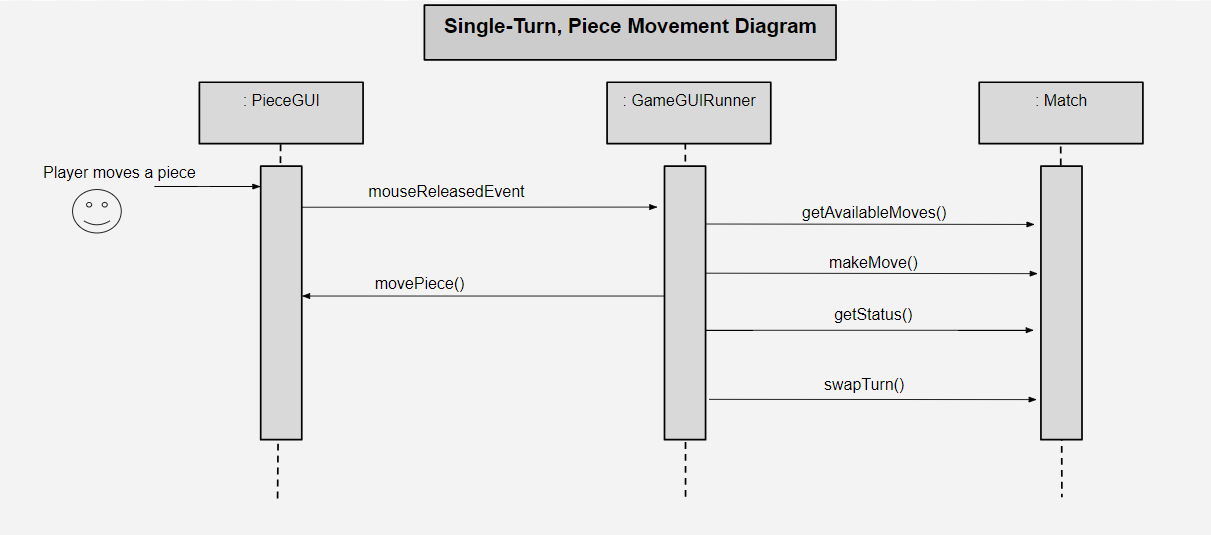 Single-Turn, Piece Movement Diagram
: PieceGUI
: GameGUIRunner
: Match
Player moves a piece
mouseReleasedEvent
getAvailableMoves()
makeMove()
movePiece()
getStatus()
swapTurn()